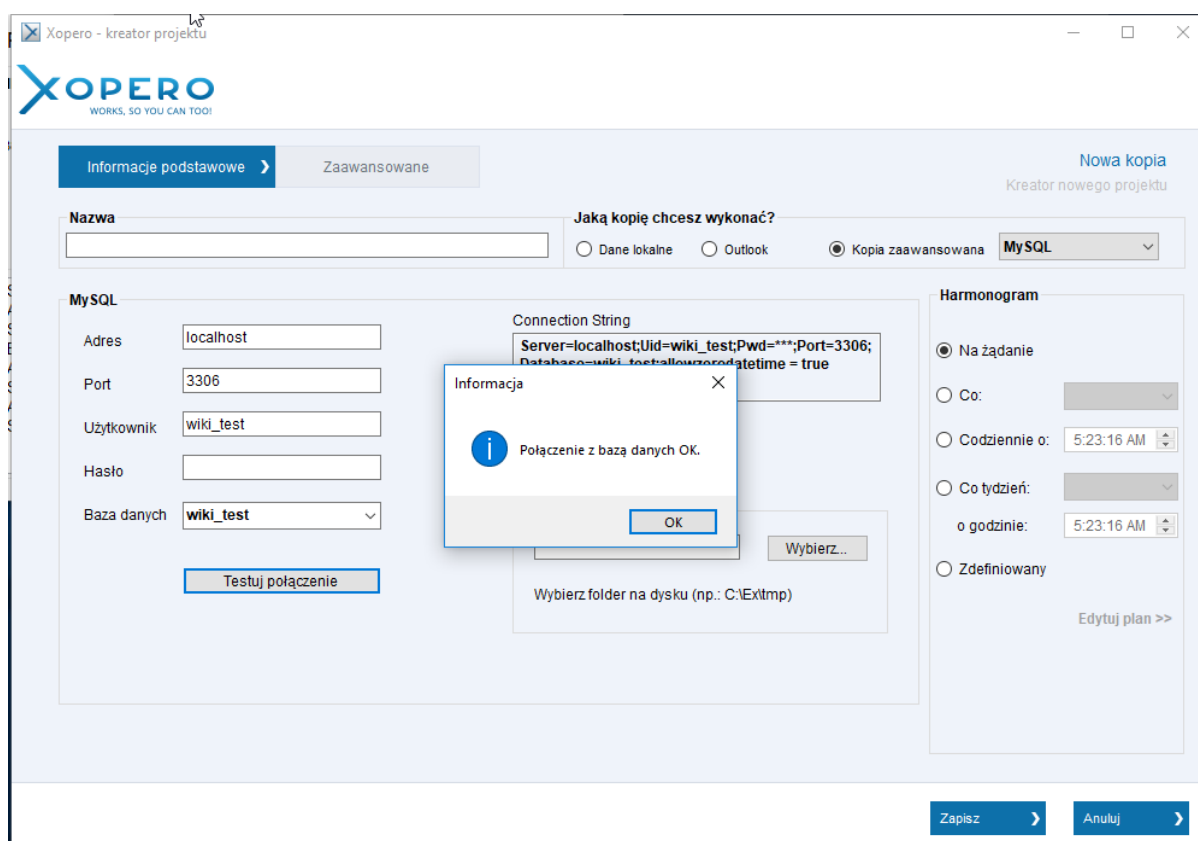 Xopero - kreator projektu
XOPERO
WORKS, SO YOU CAN TOO!
Informacje podstawowe
Zaawansowane
Nowa kopia
Kreator nowego projektu
Nazwa
Jaką kopię chcesz wykonać?
Dane lokalne
Outlook
Kopia zaawansowana
MySQL
MySQL
Adres
localhost
Port
3306
Użytkownik
wiki_test
Hasło
Baza danych
wiki_test
Testuj połączenie
Connection String
Server=localhost;Uid=wiki_test;Pwd=***;Port=3306;
Database=wiki_test;allowzerodatetime = true
Informacja
Połączenie z bazą danych OK.
OK
Wybierz...
Wybierz folder na dysku (np.: C:\Ex\tmp)
Harmonogram
Na żądanie
Co:
Codziennie o:
5:23:16 AM
Co tydzień:
o godzinie:
5:23:16 AM
Zdefiniowany
Edytuj plan >>
Zapisz
Anuluj